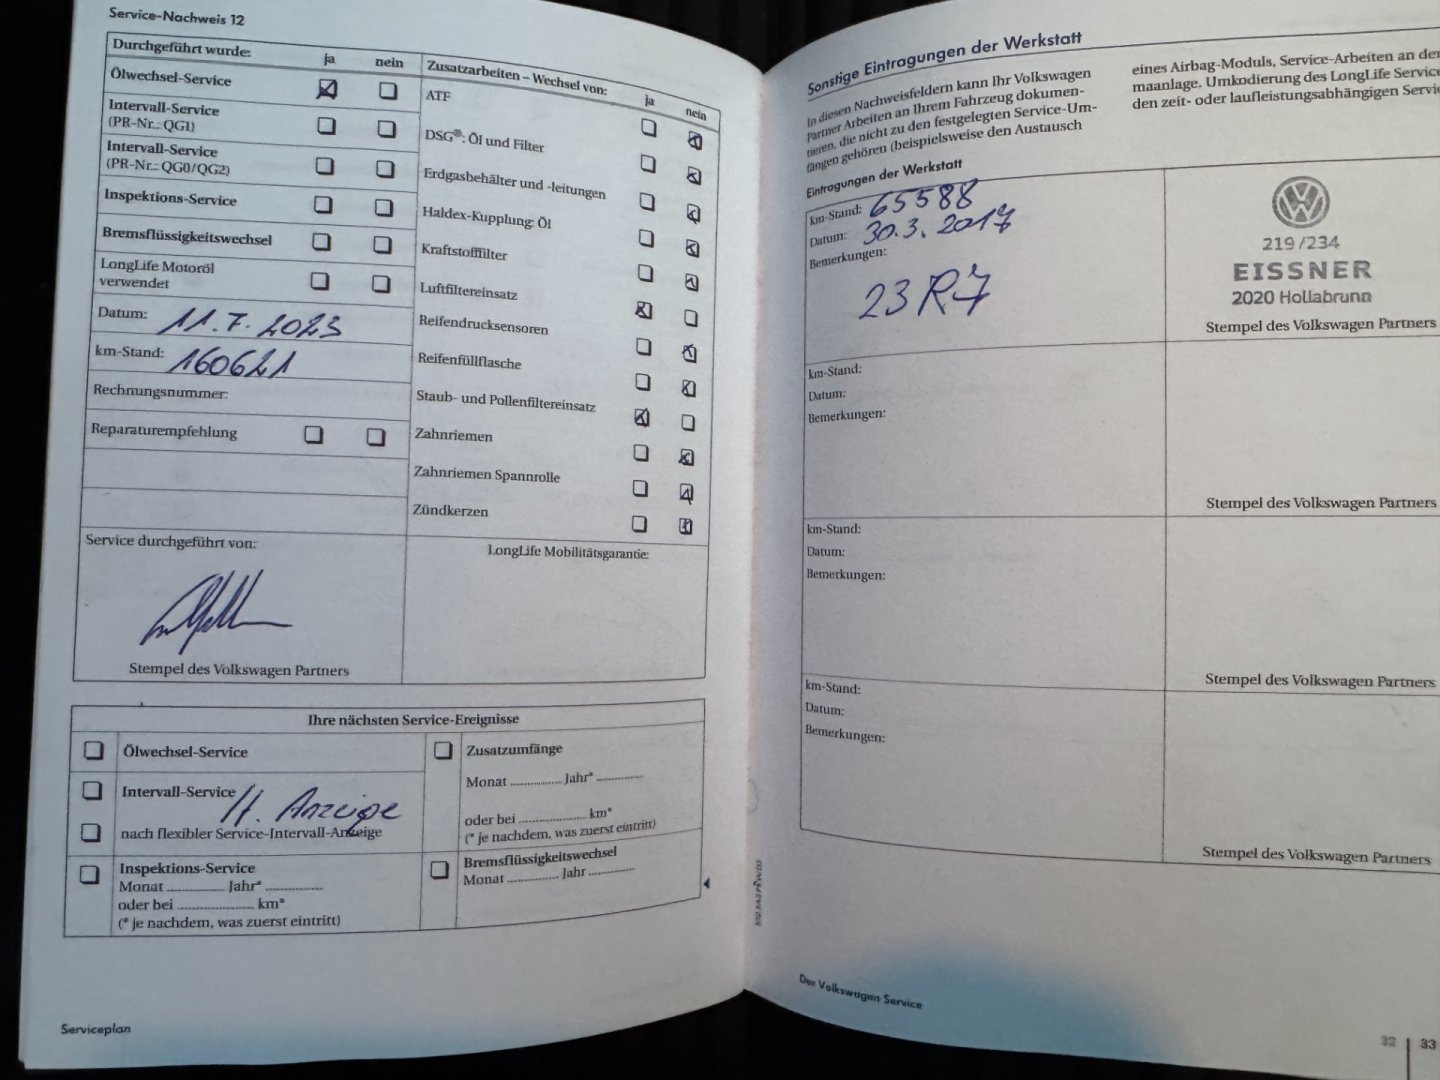 Service-Nachweis 12
Durchgeführt wurde: ja nein
Ölwechsel-Service
Intervall-Service
(PR-Nr.: QG1)
Intervall-Service
(PR-Nr.: QG0/QG2)
Inspektions-Service
Bremsflüssigkeitswechsel
LongLife Motoröl
verwendet
Datum: 11.7.2023
km-Stand: 160621
Rechnungsnummer:
Reparaturempfehlung
Zusatzarbeiten – Wechsel von: ja nein
ATF
DSG®: Öl und Filter
Erdgasbehälter und -leitungen
Haldex-Kupplung: Öl
Kraftstofffilter
Luftfiltereinsatz
Reifendrucksensoren
Reifenfüllflasche
Staub- und Pollenfiltereinsatz
Zahnriemen
Zahnriemen Spannrolle
Zündkerzen
Service durchgeführt von:
Stempel des Volkswagen Partners
LongLife Mobilitätsgarantie:
Ihre nächsten Service-Ereignisse
Ölwechsel-Service
Intervall-Service
lt. Anzeige
nach flexibler Service-Intervall-Anzeige
Inspektions-Service
Monat ............... Jahr* ...............
oder bei .................... km*
(* je nachdem, was zuerst eintritt)
Zusatzumfänge
Monat ............... Jahr* ...............
oder bei .................... km*
(* je nachdem, was zuerst eintritt)
Bremsflüssigkeitswechsel
Monat ............... Jahr ...............
Serviceplan
Sonstige Eintragungen der Werkstatt
In diesen Nachweisfeldern kann Ihr Volkswagen
Partner Arbeiten an Ihrem Fahrzeug dokumen-
tieren, die nicht zu den festgelegten Service-Um-
fängen gehören (beispielsweise den Austausch
eines Airbag-Moduls, Service-Arbeiten an der
maanlage, Umkodierung des LongLife Service
den zeit- oder laufleistungsabhängigen Servi
Eintragungen der Werkstatt
km-Stand: 65588
Datum: 30.3.2017
Bemerkungen:
23R7
219/234
EISSNER
2020 Hollabrunn
Stempel des Volkswagen Partners
km-Stand:
Datum:
Bemerkungen:
Stempel des Volkswagen Partners
km-Stand:
Datum:
Bemerkungen:
Stempel des Volkswagen Partners
km-Stand:
Datum:
Bemerkungen:
Stempel des Volkswagen Partners
Der Volkswagen Service
32 33